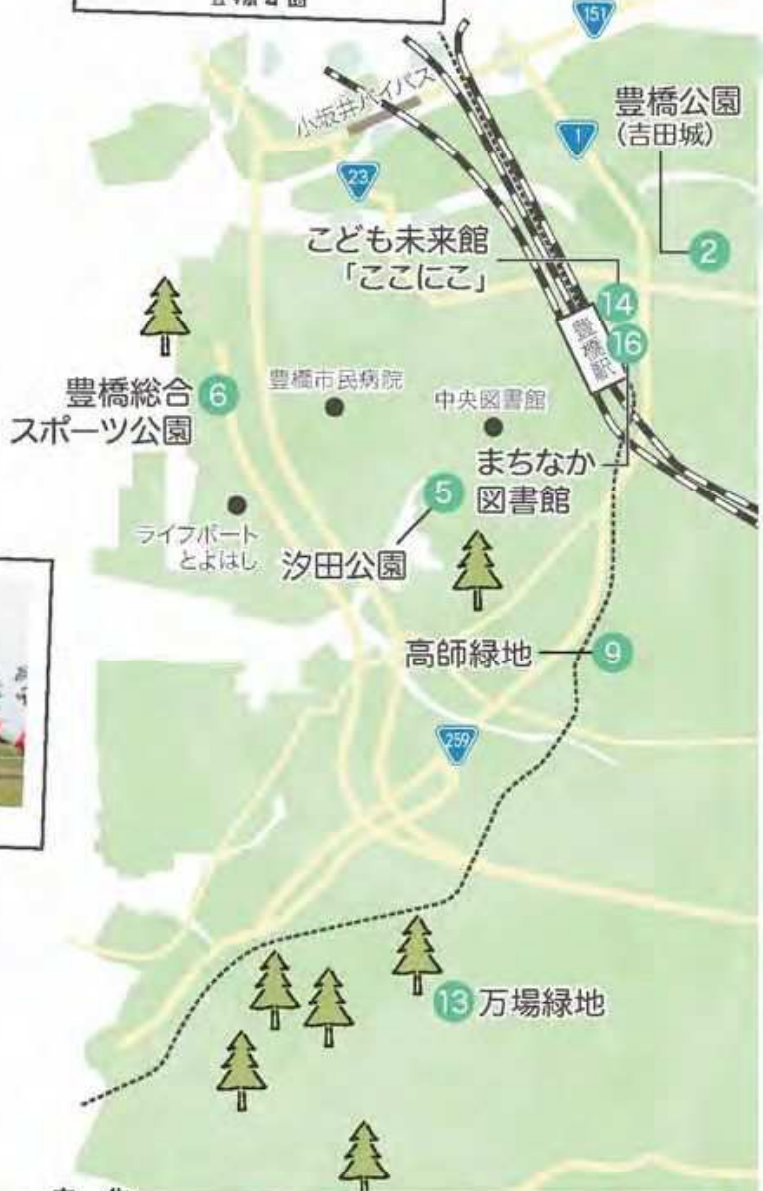 151
小坂井バイパス
1
豊橋公園
(吉田城)
23
2
こども未来館
「ここにこ」
14
豊橋駅
16
豊橋総合
スポーツ公園
6
豊橋市民病院
中央図書館
まちなか
図書館
5
ライフポート
とよはし
汐田公園
高師緑地
9
259
13
万場緑地